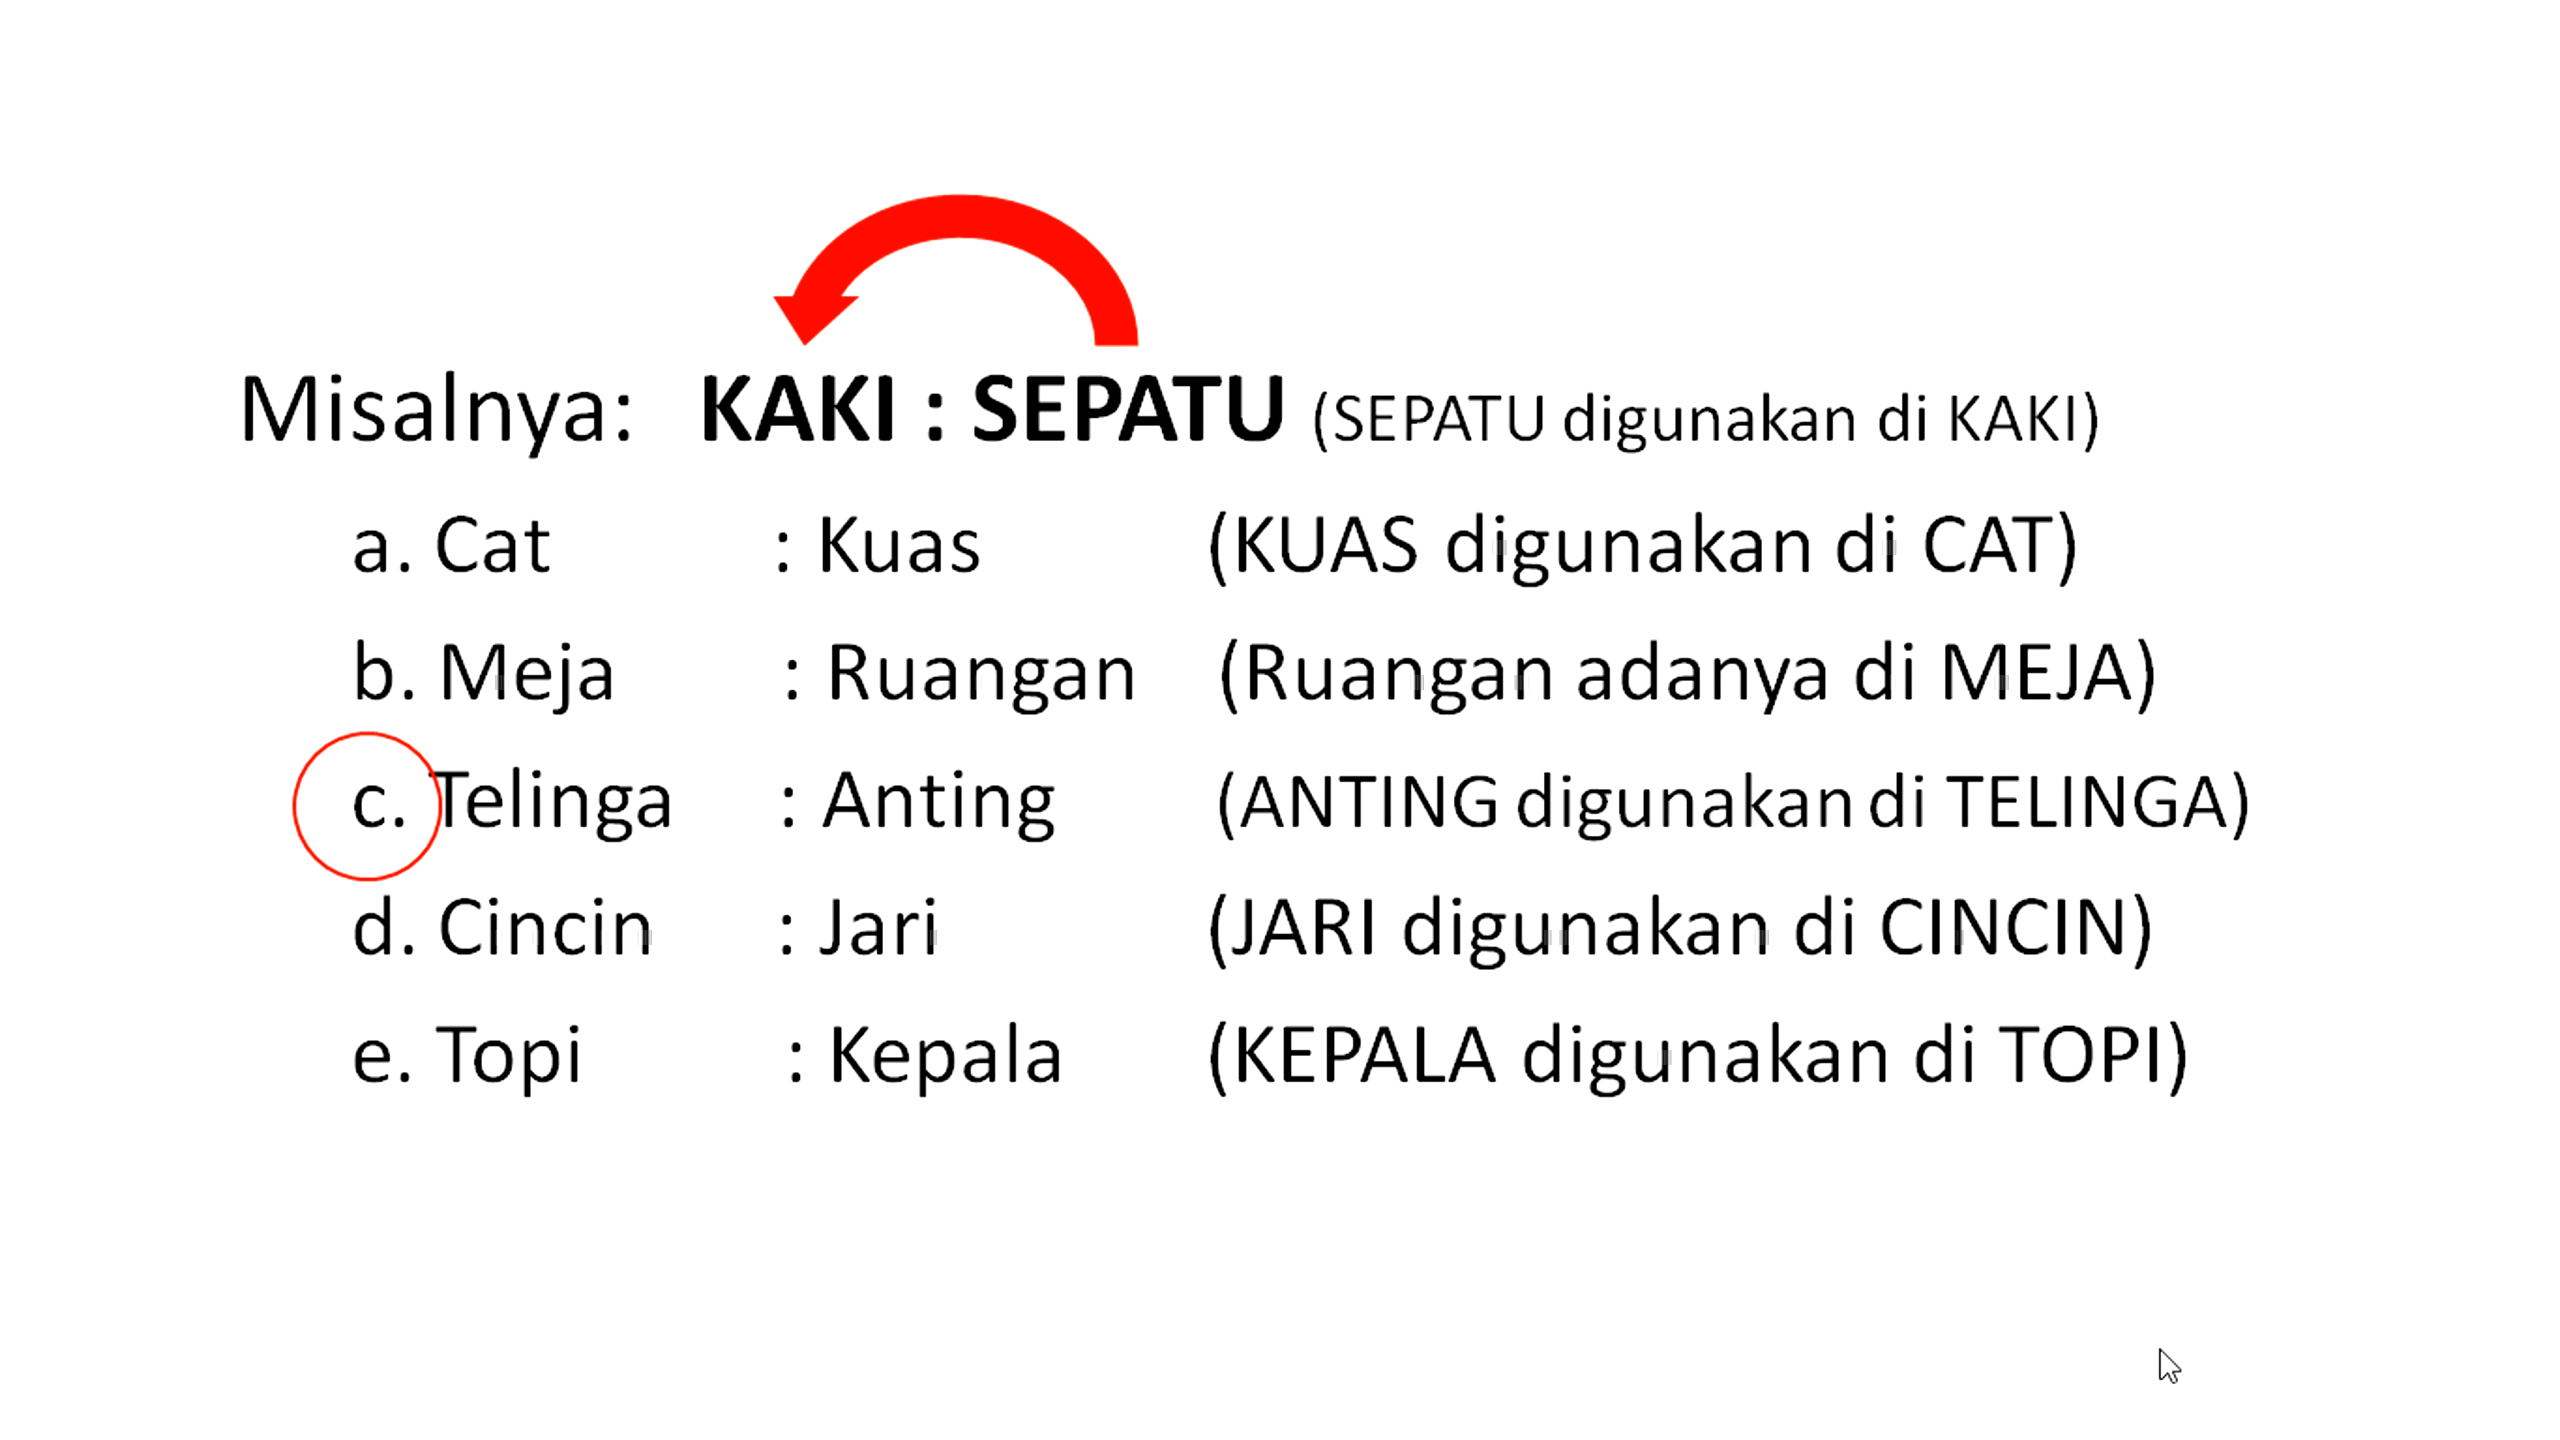 Misalnya: KAKI : SEPATU (SEPATU digunakan di KAKI)
a. Cat : Kuas (KUAS digunakan di CAT)
b. Meja : Ruangan (Ruangan adanya di MEJA)
c. Telinga : Anting (ANTING digunakan di TELINGA)
d. Cincin : Jari (JARI digunakan di CINCIN)
e. Topi : Kepala (KEPALA digunakan di TOPI)